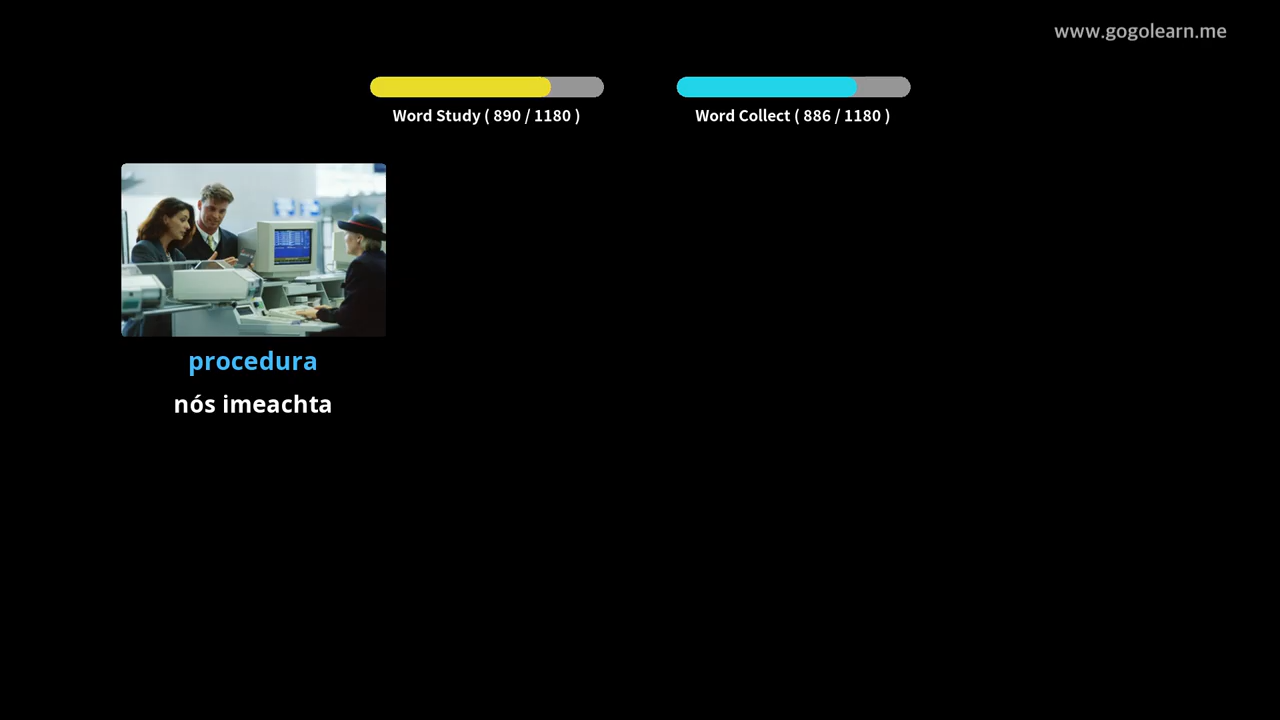 www.gogolearn.me
Word Study ( 890 / 1180 )
Word Collect ( 886 / 1180 )
procedura
nós imeachta